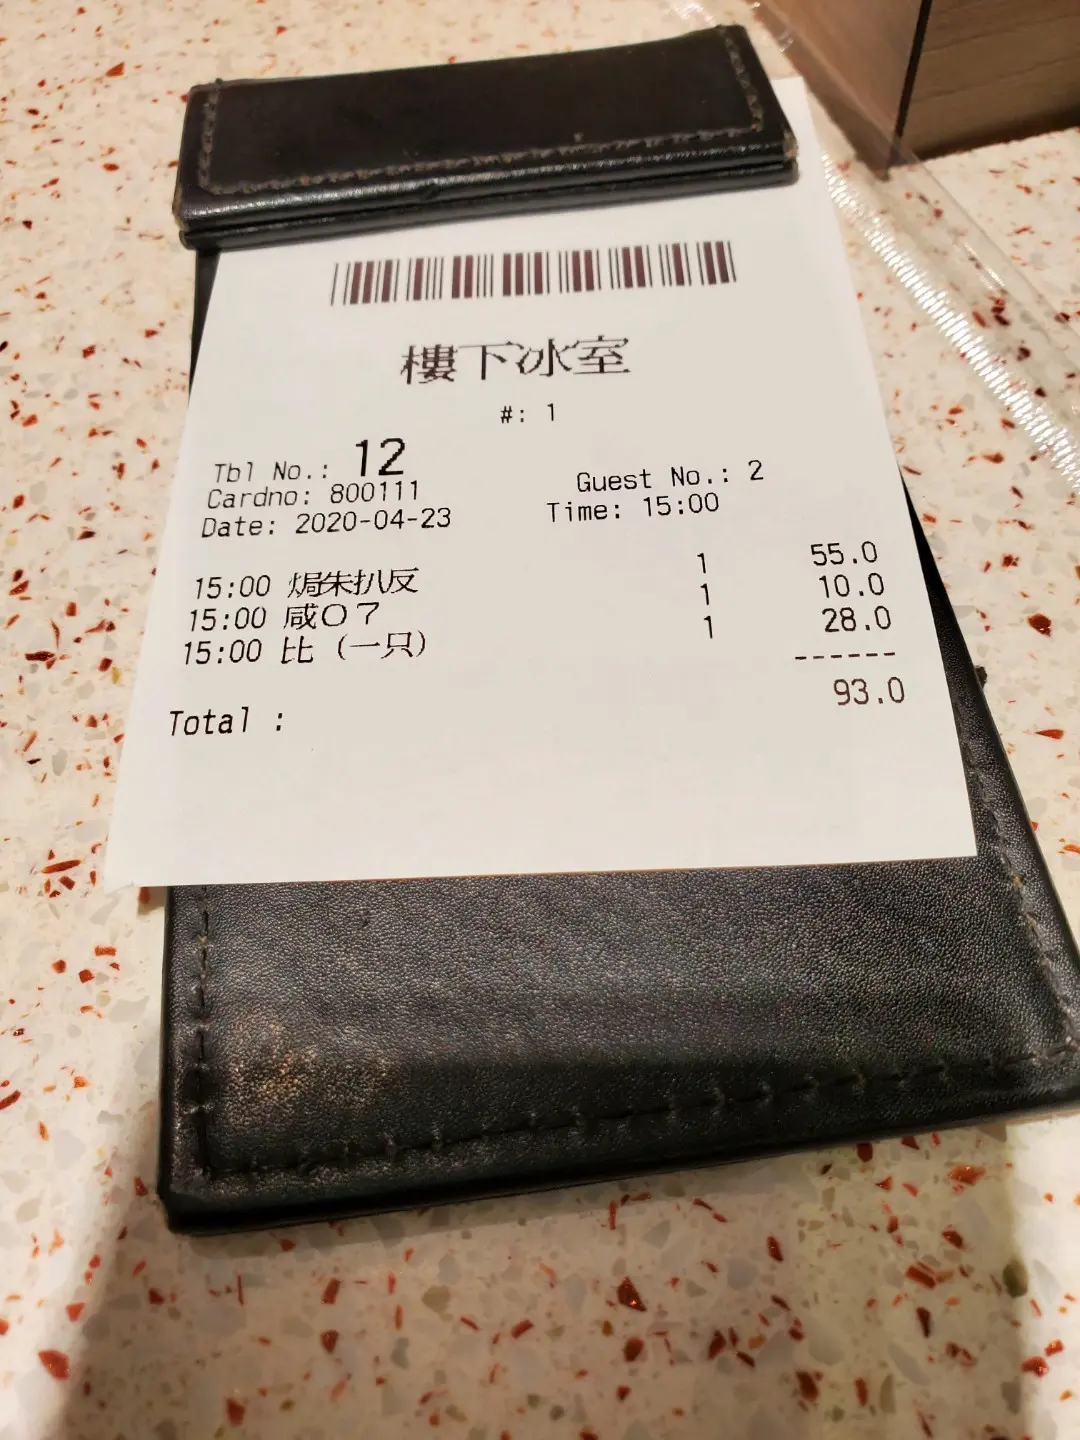 樓下冰室
#: 1
Tbl No.: 12
Cardno: 800111 Guest No.: 2
Date: 2020-04-23 Time: 15:00
15:00 焗朱扒反 1 55.0
15:00 咸〇7 1 10.0
15:00 比 (一只) 1 28.0
------
Total : 93.0